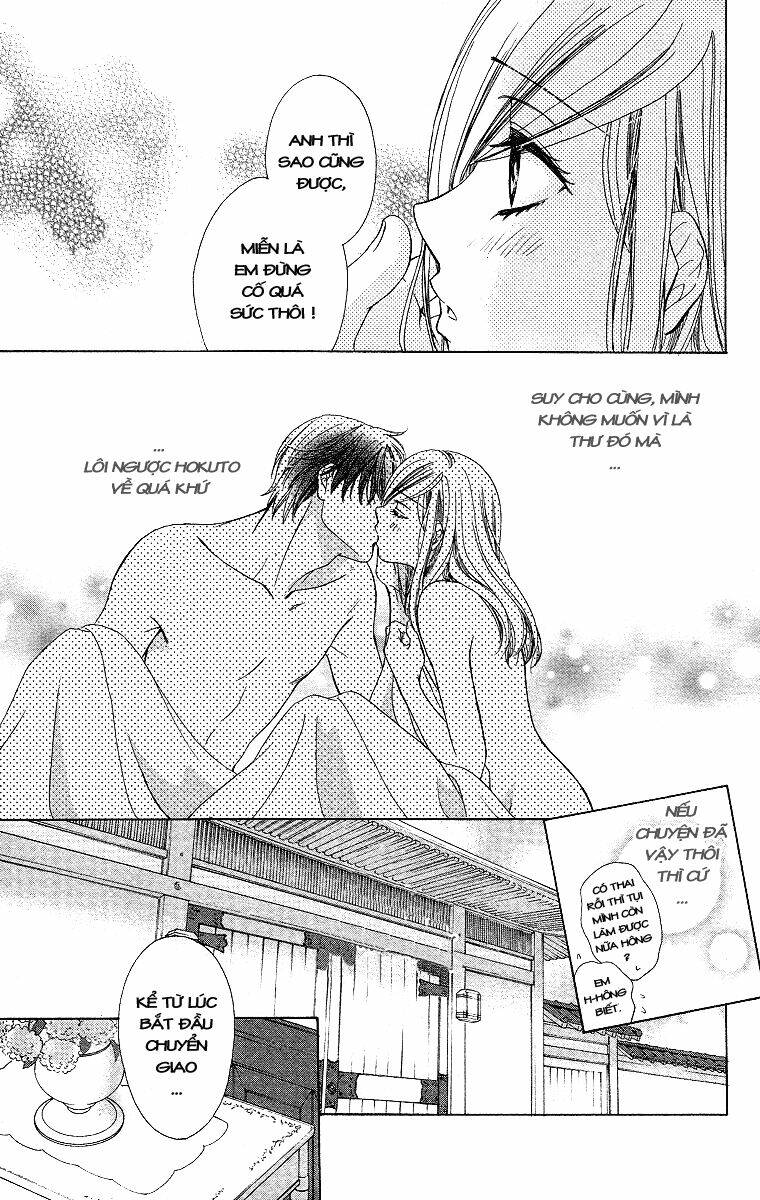 ANH THÌ
SAO CŨNG
ĐƯỢC,
MIỄN LÀ
EM ĐỪNG
CỐ QUÁ
SỨC THÔI !
SUY CHO CÙNG, MÌNH
KHÔNG MUỐN VÌ LÁ
THƯ ĐÓ MÀ
...
...
LÔI NGƯỢC HOKUTO
VỀ QUÁ KHỨ
NẾU
CHUYỆN ĐÃ
VẬY THÔI
THÌ CỨ
...
CÓ THAI
RỒI THÌ TỤI
MÌNH CÒN
LÀM ĐƯỢC
NỮA HÔNG
?
EM
H-HÔNG
BIẾT.
KỂ TỪ LÚC
BẮT ĐẦU
CHUYỂN
GIAO
...